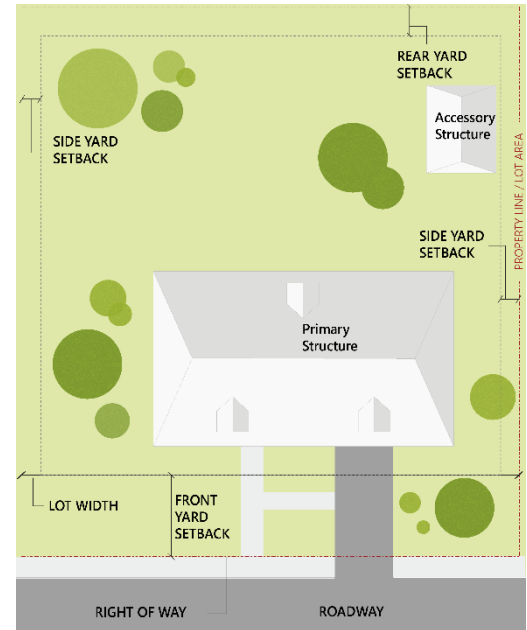 REAR YARD
SETBACK
Accessory
Structure
SIDE YARD
SETBACK
PROPERTY LINE / LOT AREA
SIDE YARD
SETBACK
Primary
Structure
LOT WIDTH
FRONT
YARD
SETBACK
RIGHT OF WAY
ROADWAY